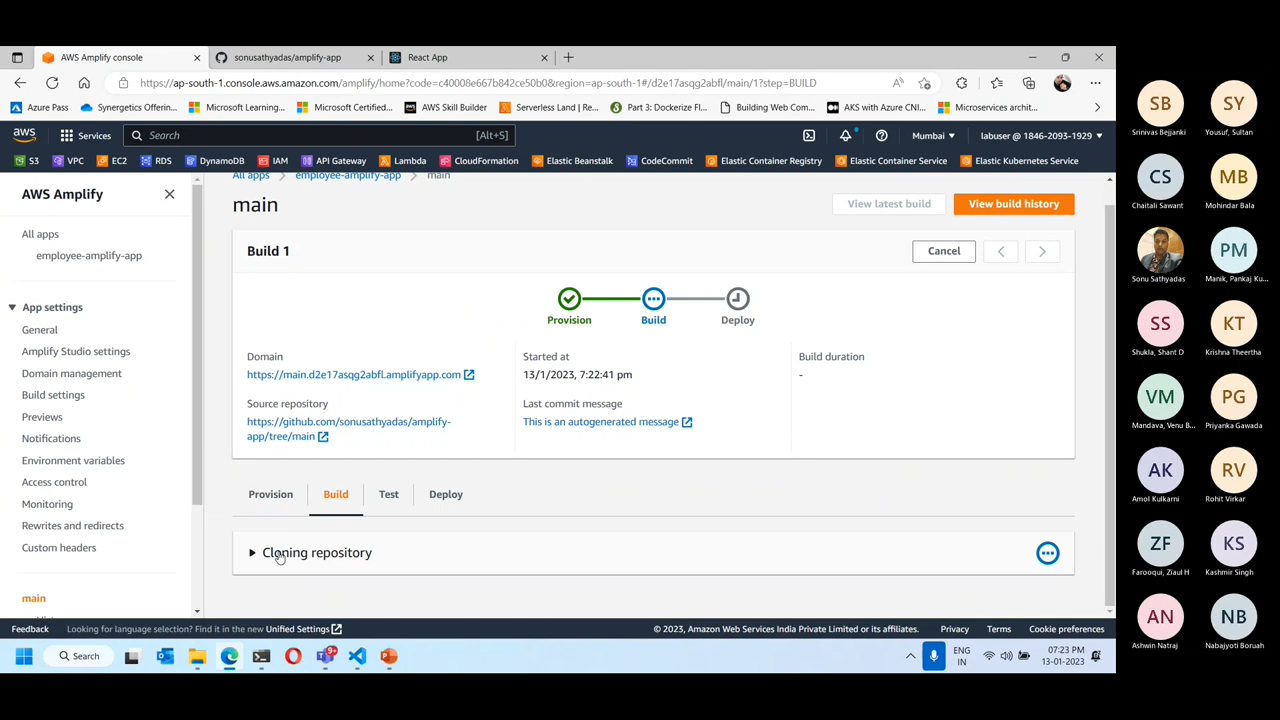 AWS Amplify console
sonusathyadas/amplify-app
React App
https://ap-south-1.console.aws.amazon.com/amplify/home?code=c40008e667b842ce50b0&region=ap-south-1#/d2e17asqg2abfl/main/1?step=BUILD
Azure Pass
Synergetics Offering...
Microsoft Learning...
Microsoft Certified...
AWS Skill Builder
Serverless Land | Re...
Part 3: Dockerize Fl...
Building Web Com...
AKS with Azure CNI...
Microservices archit...
aws
Services
Search
[Alt+S]
Mumbai
labuser @ 1846-2093-1929
S3
VPC
EC2
RDS
DynamoDB
IAM
API Gateway
Lambda
CloudFormation
Elastic Beanstalk
CodeCommit
Elastic Container Registry
Elastic Container Service
Elastic Kubernetes Service
AWS Amplify
All apps
employee-amplify-app
App settings
General
Amplify Studio settings
Domain management
Build settings
Previews
Notifications
Environment variables
Access control
Monitoring
Rewrites and redirects
Custom headers
main
All apps
employee-amplify-app
main
main
View latest build
View build history
Build 1
Cancel
Provision
Build
Deploy
Domain
https://main.d2e17asqg2abfl.amplifyapp.com
Source repository
https://github.com/sonusathyadas/amplify-
app/tree/main
Started at
13/1/2023, 7:22:41 pm
Last commit message
This is an autogenerated message
Build duration
-
Provision
Build
Test
Deploy
Cloning repository
Feedback
Looking for language selection? Find it in the new Unified Settings
© 2023, Amazon Web Services India Private Limited or its affiliates.
Privacy
Terms
Cookie preferences
Search
9+
ENG
IN
07:23 PM
13-01-2023
SB
Srinivas Bejjanki
SY
Yousuf, Sultan
CS
Chaitali Sawant
MB
Mohindar Bala
Sonu Sathyadas
PM
Manik, Pankaj Ku...
SS
Shukla, Shant D
KT
Krishna Theertha
VM
Mandava, Venu B...
PG
Priyanka Gawada
AK
Amol Kulkarni
RV
Rohit Virkar
ZF
Farooqui, Ziaul H
KS
Kashmir Singh
AN
Ashwin Natraj
NB
Nabajyoti Boruah